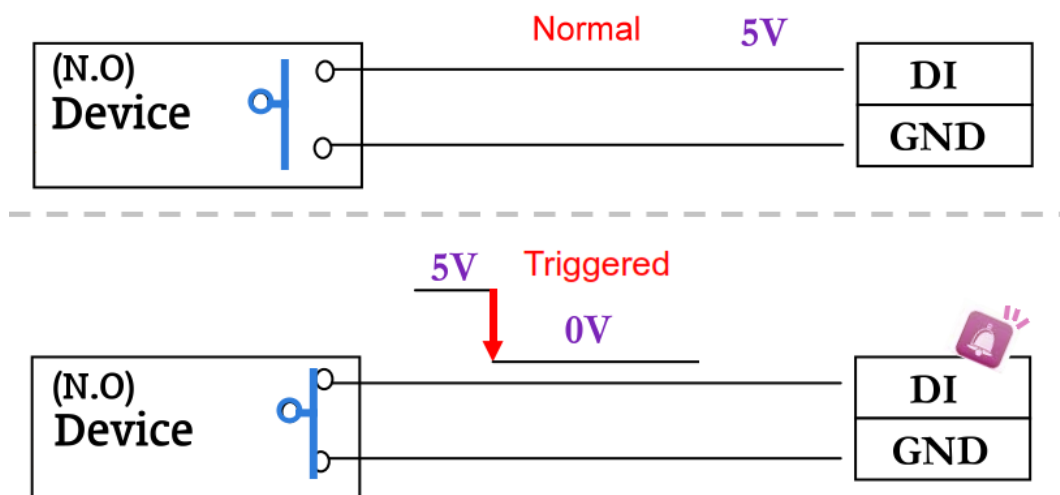 Normal 5V
(N.O)
Device
DI
GND
5V Triggered
0V
(N.O)
Device
DI
GND